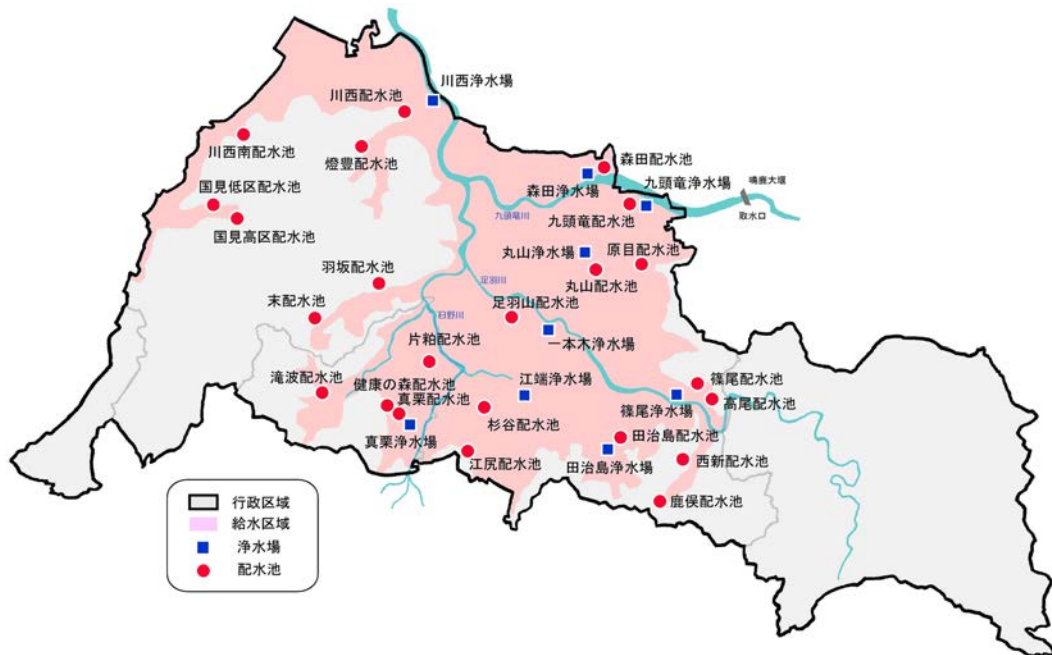 川西浄水場
川西配水池
川西南配水池
燈豊配水池
森田配水池
国見低区配水池
森田浄水場
九頭竜浄水場
鳴鹿大堰
取水口
九頭竜川
九頭竜配水池
国見高区配水池
丸山浄水場
原目配水池
羽坂配水池
足羽川
丸山配水池
末配水池
足羽山配水池
日野川
一本木浄水場
片粕配水池
滝波配水池
健康の森配水池
江端浄水場
篠尾配水池
真栗配水池
高尾配水池
杉谷配水池
篠尾浄水場
真栗浄水場
田治島配水池
江尻配水池
田治島浄水場
西新配水池
鹿俣配水池
行政区域
給水区域
浄水場
配水池